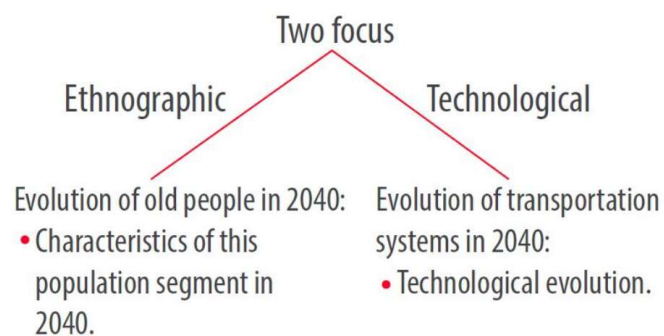 Two focus
Ethnographic
Technological
Evolution of old people in 2040:
• Characteristics of this
population segment in
2040.
Evolution of transportation
systems in 2040:
• Technological evolution.